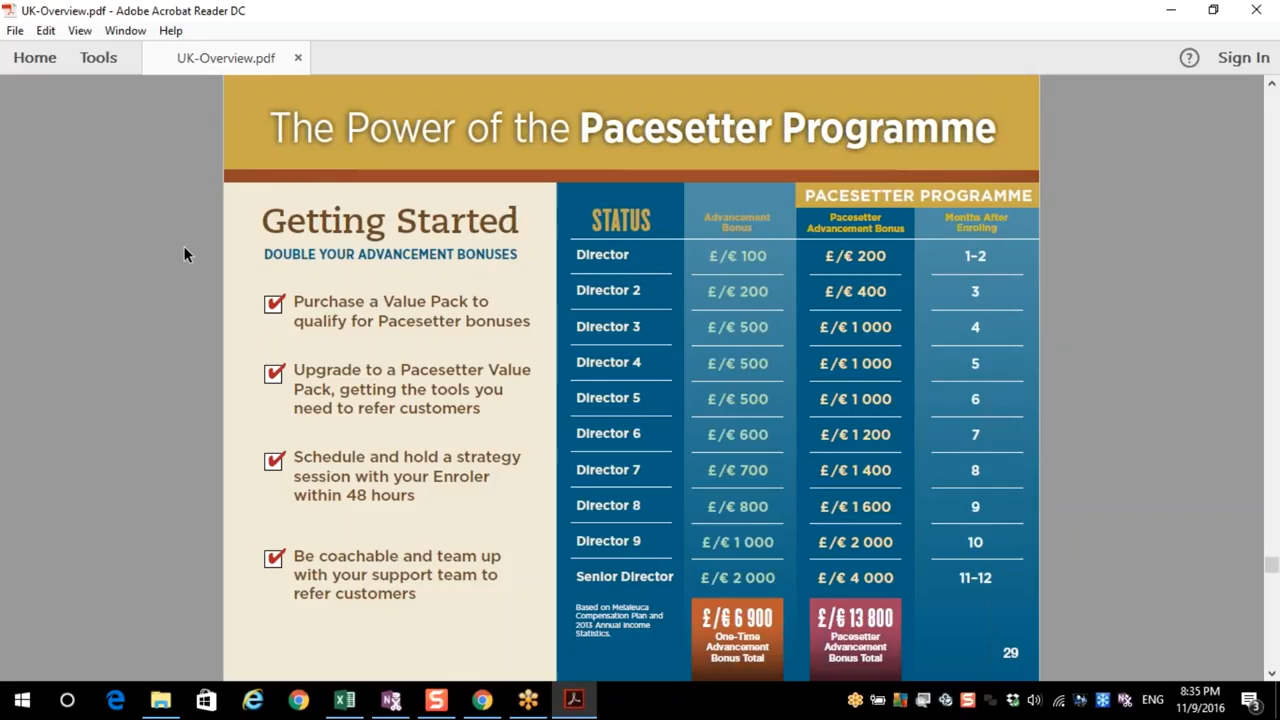 UK-Overview.pdf - Adobe Acrobat Reader DC
File Edit View Window Help
Home Tools UK-Overview.pdf × ? Sign In
The Power of the Pacesetter Programme
Getting Started
DOUBLE YOUR ADVANCEMENT BONUSES
Purchase a Value Pack to
qualify for Pacesetter bonuses
Upgrade to a Pacesetter Value
Pack, getting the tools you
need to refer customers
Schedule and hold a strategy
session with your Enroler
within 48 hours
Be coachable and team up
with your support team to
refer customers
PACESETTER PROGRAMME
STATUS
Advancement
Bonus
Pacesetter
Advancement Bonus
Months After
Enroling
Director £/€ 100 £/€ 200 1-2
Director 2 £/€ 200 £/€ 400 3
Director 3 £/€ 500 £/€ 1 000 4
Director 4 £/€ 500 £/€ 1 000 5
Director 5 £/€ 500 £/€ 1 000 6
Director 6 £/€ 600 £/€ 1 200 7
Director 7 £/€ 700 £/€ 1 400 8
Director 8 £/€ 800 £/€ 1 600 9
Director 9 £/€ 1 000 £/€ 2 000 10
Senior Director £/€ 2 000 £/€ 4 000 11-12
Based on Melaleuca
Compensation Plan and
2013 Annual Income
Statistics.
£/€ 6 900
One-Time
Advancement
Bonus Total
£/€ 13 800
Pacesetter
Advancement
Bonus Total
29
ENG
8:35 PM
11/9/2016
3